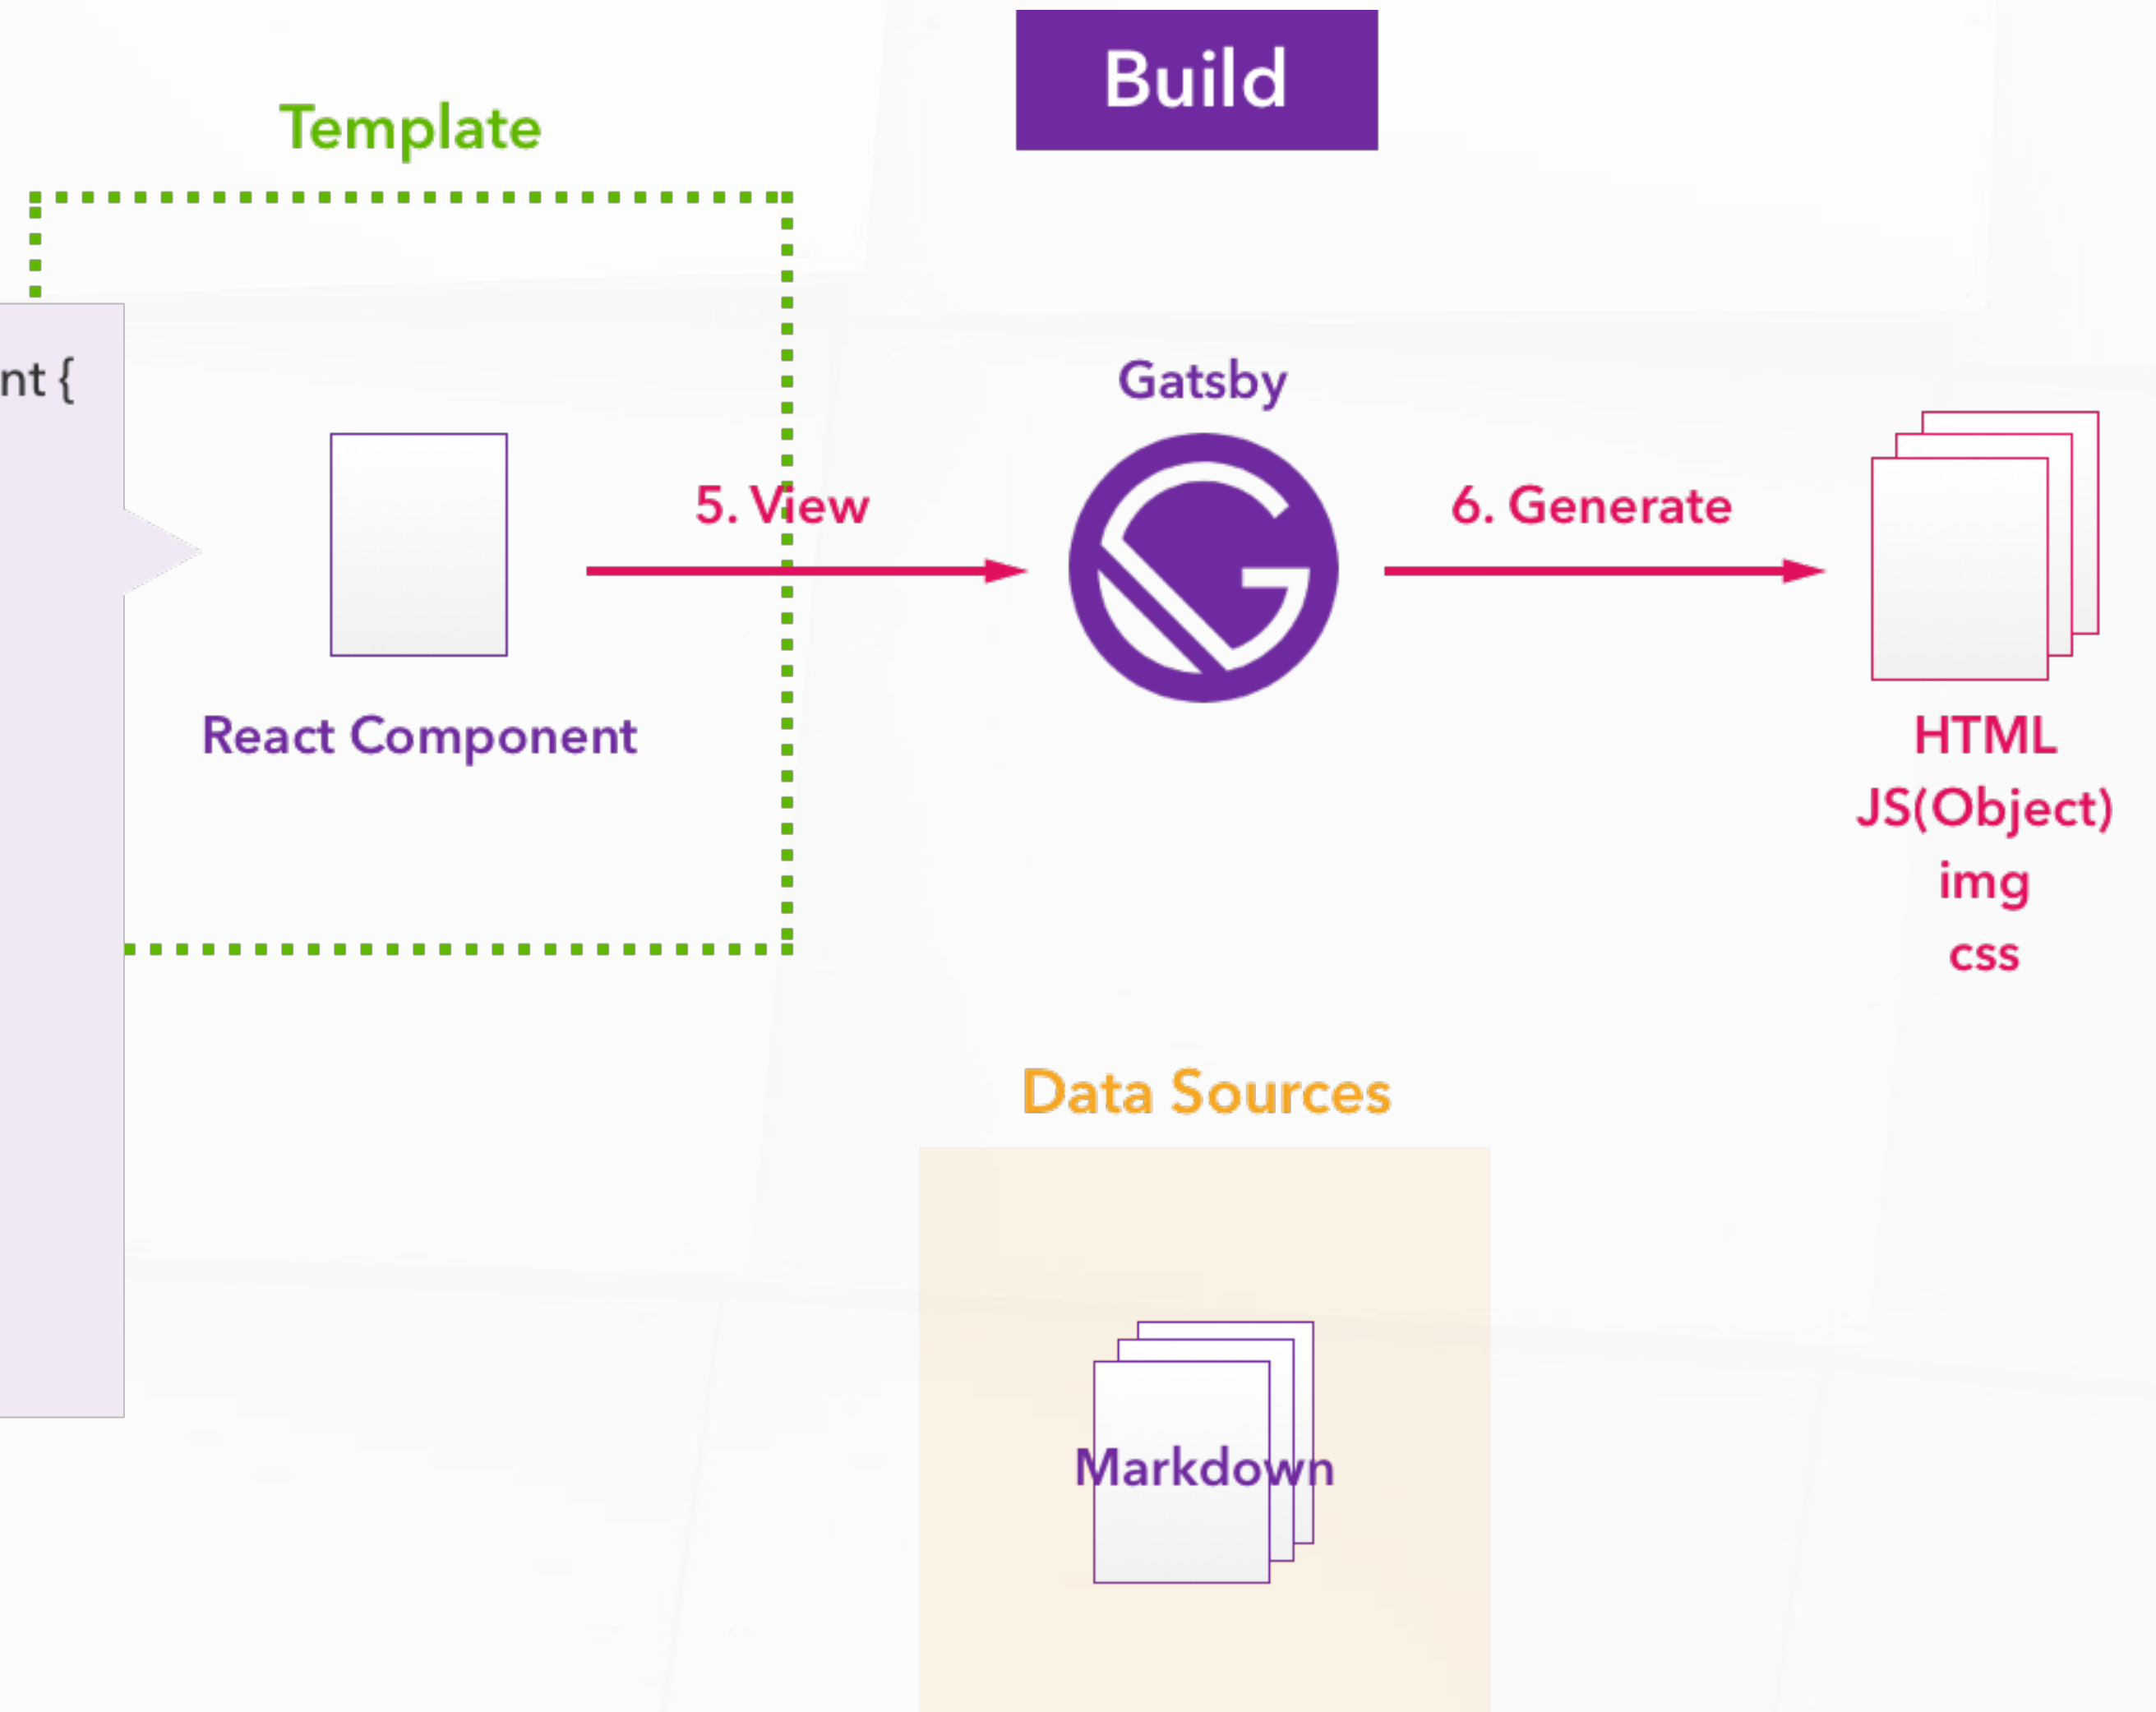 Build
Template
nt {
Gatsby
5. View
6. Generate
React Component
HTML
JS(Object)
img
css
Data Sources
Markdown